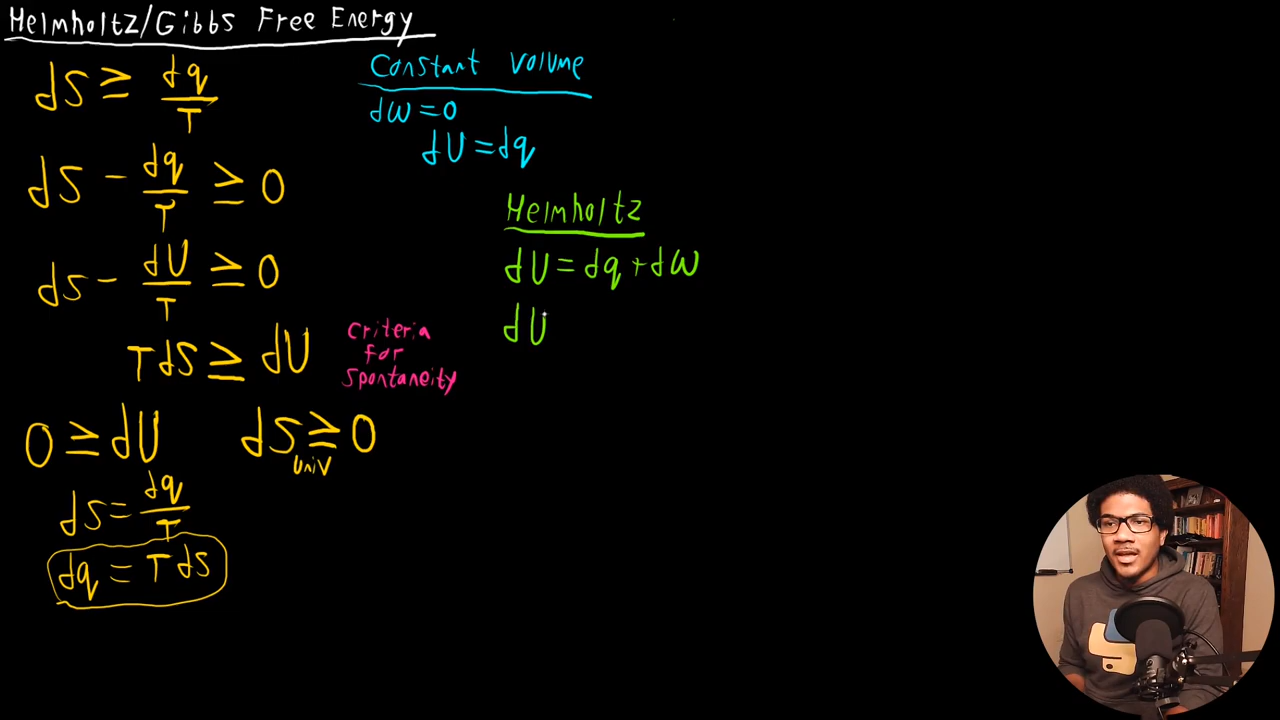 Helmholtz/Gibbs Free Energy
dS ≥ dq/T
dS - dq/T ≥ 0
dS - dU/T ≥ 0
TdS ≥ dU
Criteria
for
Spontaneity
0 ≥ dU
dS ≥ 0
univ
dS = dq/T
dq = TdS
Constant volume
dw = 0
dU = dq
Helmholtz
dU = dq + dw
dU